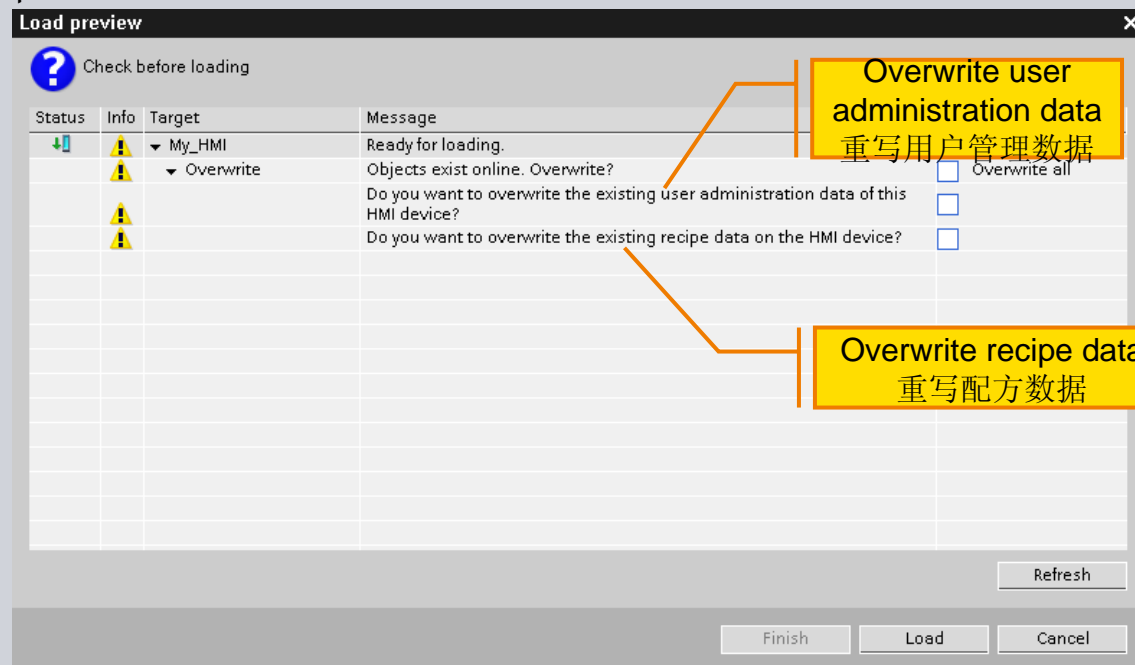 Load preview
Check before loading
Overwrite user
administration data
重写用户管理数据
Status Info Target Message
My_HMI Ready for loading.
Overwrite Objects exist online. Overwrite? Overwrite all
Do you want to overwrite the existing user administration data of this
HMI device?
Do you want to overwrite the existing recipe data on the HMI device?
Overwrite recipe data
重写配方数据
Refresh
Finish Load Cancel